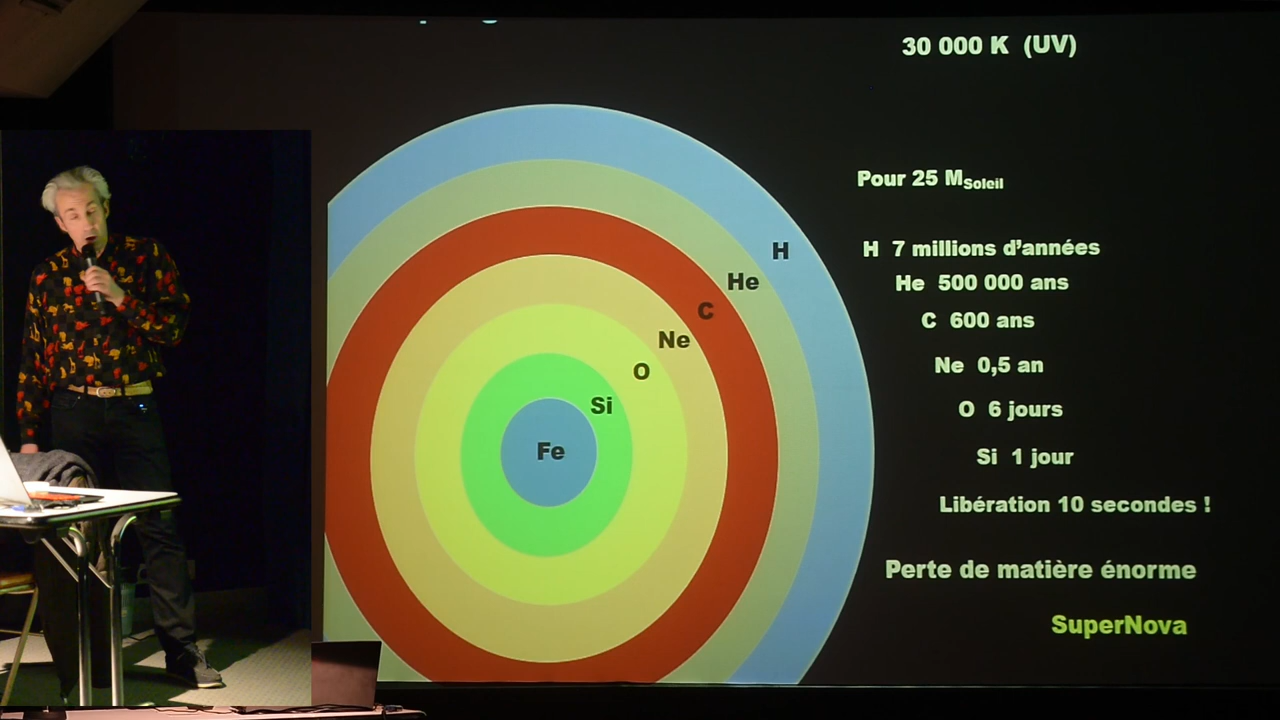 30 000 K (UV)
Pour 25 MSoleil
H 7 millions d’années
He 500 000 ans
C 600 ans
Ne 0,5 an
O 6 jours
Si 1 jour
Libération 10 secondes !
Perte de matière énorme
SuperNova
H
He
C
Ne
O
Si
Fe